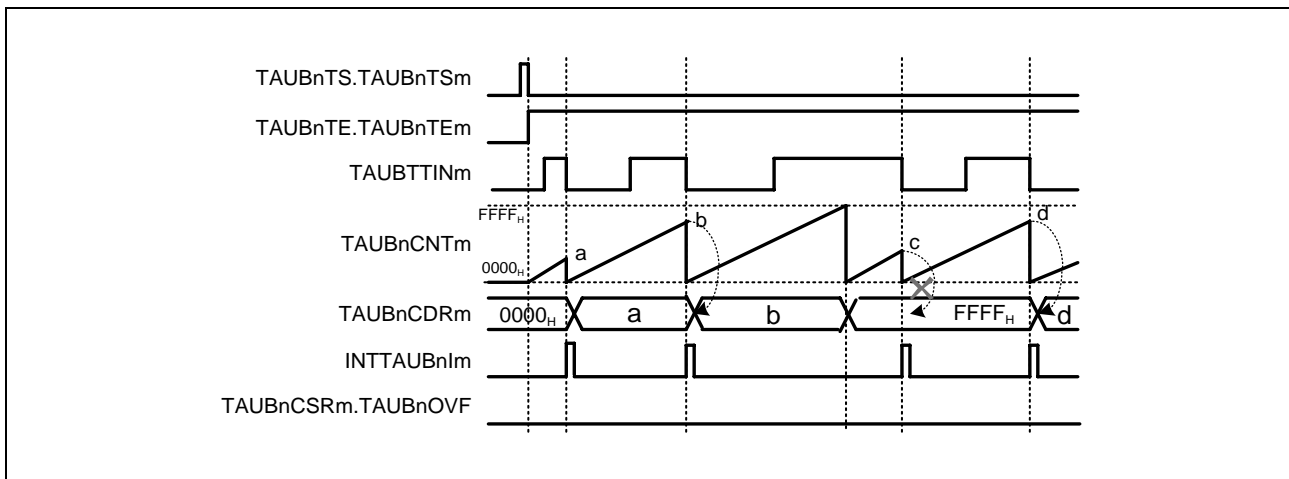 TAUBnTS.TAUBnTSm
TAUBnTE.TAUBnTEm
TAUBTTINm
FFFFH
b
d
TAUBnCNTm
a
c
0000H
TAUBnCDRm
0000H
a
b
FFFFH
d
INTTAUBnIm
TAUBnCSRm.TAUBnOVF